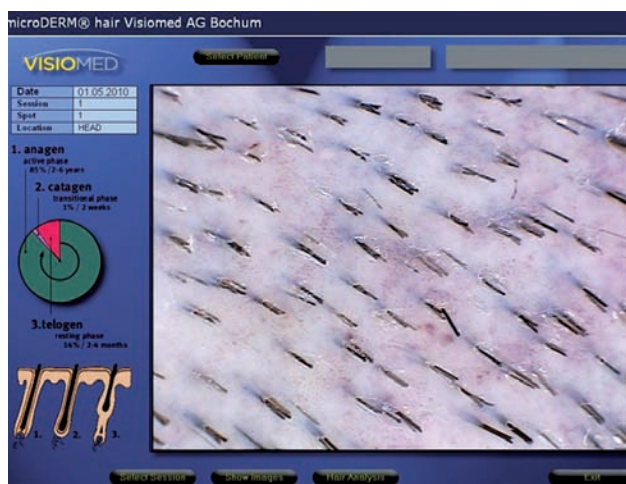 microDERM® hair Visiomed AG Bochum
VISIOMED
Select Patient
Date 01.05.2010
Session 1
Spot 1
Location HEAD
1. anagen
active phase
85% / 2-6 years
2. catagen
transitional phase
1% / 2 weeks
3.telogen
resting phase
14% / 2-4 months
1. 2. 3.
Select Session Show Images Hair Analysis Exit